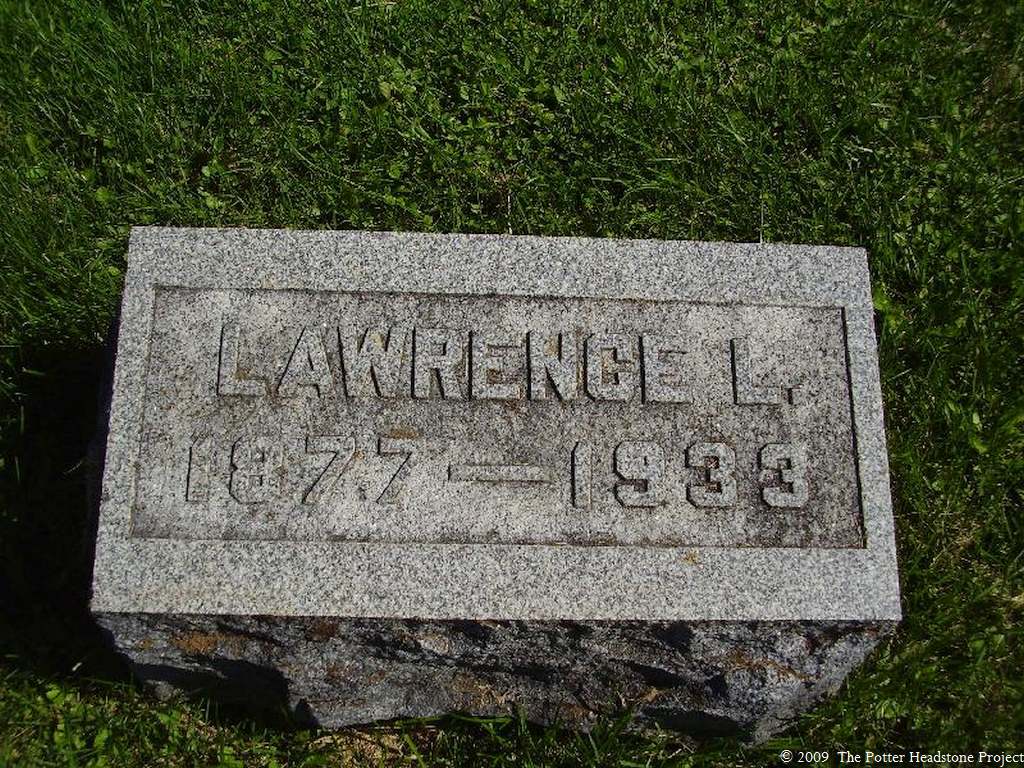 LAWRENCE L.
1877 — 1933
© 2009 The Potter Headstone Project